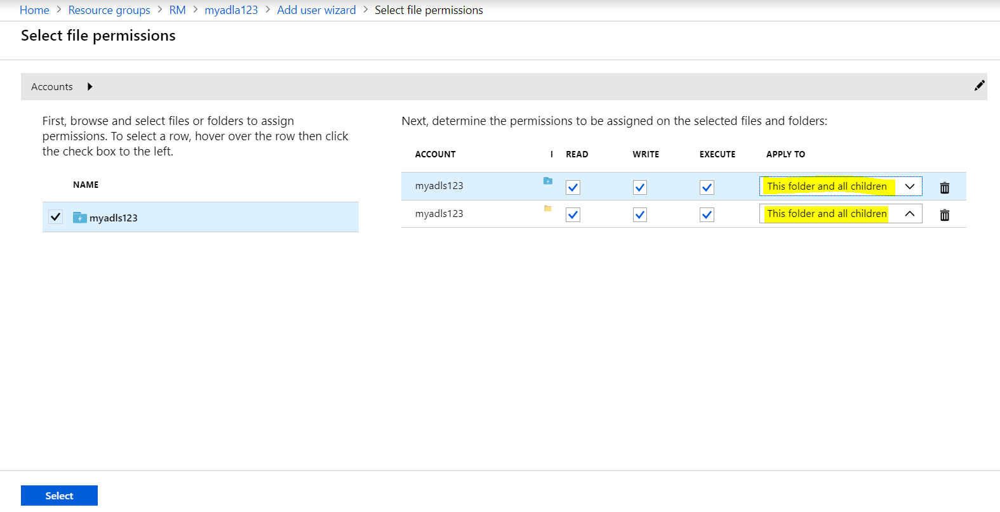 Home > Resource groups > RM > myadla123 > Add user wizard > Select file permissions
Select file permissions
Accounts
First, browse and select files or folders to assign
permissions. To select a row, hover over the row then click
the check box to the left.
NAME
myadls123
Next, determine the permissions to be assigned on the selected files and folders:
ACCOUNT READ WRITE EXECUTE APPLY TO
myadls123 This folder and all children
myadls123 This folder and all children
Select